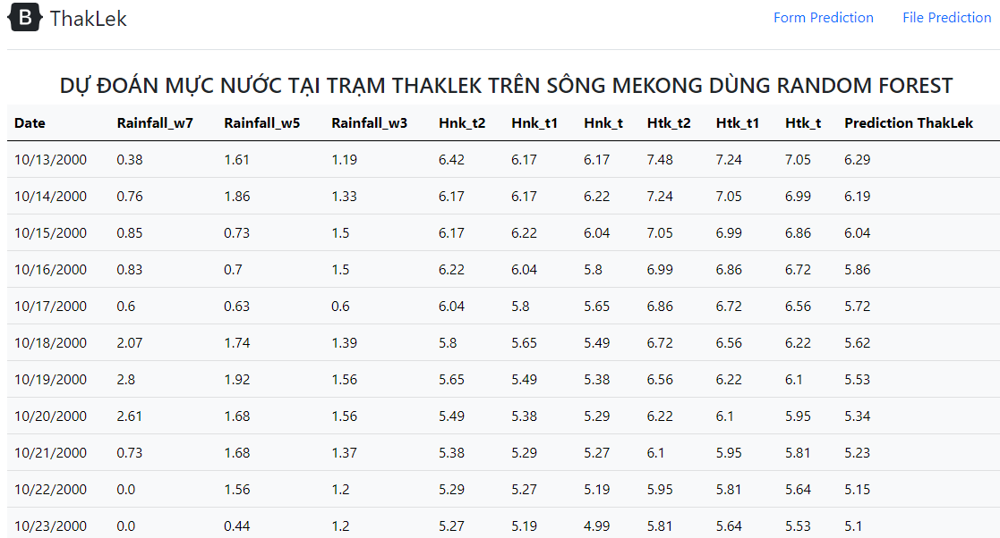 B ThakLek Form Prediction File Prediction
DỰ ĐOÁN MỰC NƯỚC TẠI TRẠM THAKLEK TRÊN SÔNG MEKONG DÙNG RANDOM FOREST
Date Rainfall_w7 Rainfall_w5 Rainfall_w3 Hnk_t2 Hnk_t1 Hnk_t Htk_t2 Htk_t1 Htk_t Prediction ThakLek
10/13/2000 0.38 1.61 1.19 6.42 6.17 6.17 7.48 7.24 7.05 6.29
10/14/2000 0.76 1.86 1.33 6.17 6.17 6.22 7.24 7.05 6.99 6.19
10/15/2000 0.85 0.73 1.5 6.17 6.22 6.04 7.05 6.99 6.86 6.04
10/16/2000 0.83 0.7 1.5 6.22 6.04 5.8 6.99 6.86 6.72 5.86
10/17/2000 0.6 0.63 0.6 6.04 5.8 5.65 6.86 6.72 6.56 5.72
10/18/2000 2.07 1.74 1.39 5.8 5.65 5.49 6.72 6.56 6.22 5.62
10/19/2000 2.8 1.92 1.56 5.65 5.49 5.38 6.56 6.22 6.1 5.53
10/20/2000 2.61 1.68 1.56 5.49 5.38 5.29 6.22 6.1 5.95 5.34
10/21/2000 0.73 1.68 1.37 5.38 5.29 5.27 6.1 5.95 5.81 5.23
10/22/2000 0.0 1.56 1.2 5.29 5.27 5.19 5.95 5.81 5.64 5.15
10/23/2000 0.0 0.44 1.2 5.27 5.19 4.99 5.81 5.64 5.53 5.1